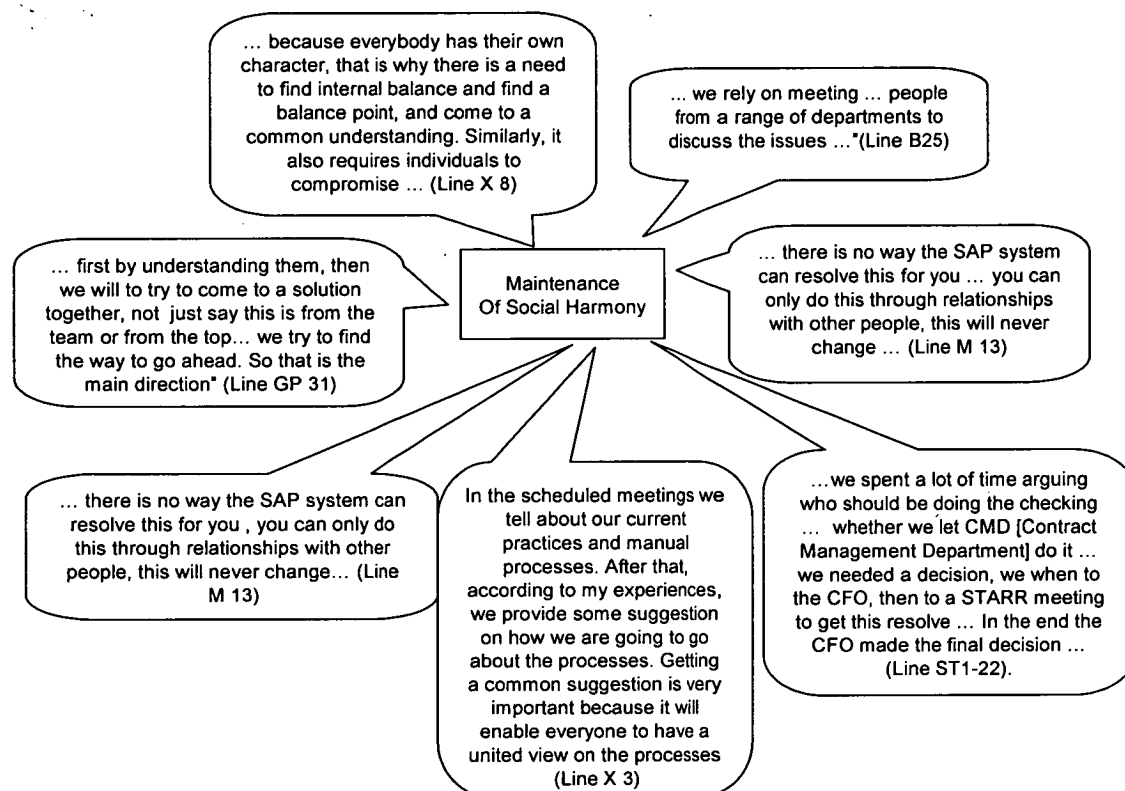 ... because everybody has their own
character, that is why there is a need
to find internal balance and find a
balance point, and come to a
common understanding. Similarly, it
also requires individuals to
compromise ... (Line X 8)
... we rely on meeting ... people
from a range of departments to
discuss the issues ..."(Line B25)
... first by understanding them, then
we will to try to come to a solution
together, not just say this is from the
team or from the top... we try to find
the way to go ahead. So that is the
main direction" (Line GP 31)
Maintenance
Of Social Harmony
... there is no way the SAP system
can resolve this for you ... you can
only do this through relationships
with other people, this will never
change ... (Line M 13)
... there is no way the SAP system can
resolve this for you , you can only do
this through relationships with other
people, this will never change... (Line
M 13)
In the scheduled meetings we
tell about our current
practices and manual
processes. After that,
according to my experiences,
we provide some suggestion
on how we are going to go
about the processes. Getting
a common suggestion is very
important because it will
enable everyone to have a
united view on the processes
(Line X 3)
...we spent a lot of time arguing
who should be doing the checking
... whether we let CMD [Contract
Management Department] do it ...
we needed a decision, we when to
the CFO, then to a STARR meeting
to get this resolve ... In the end the
CFO made the final decision ...
(Line ST1-22).